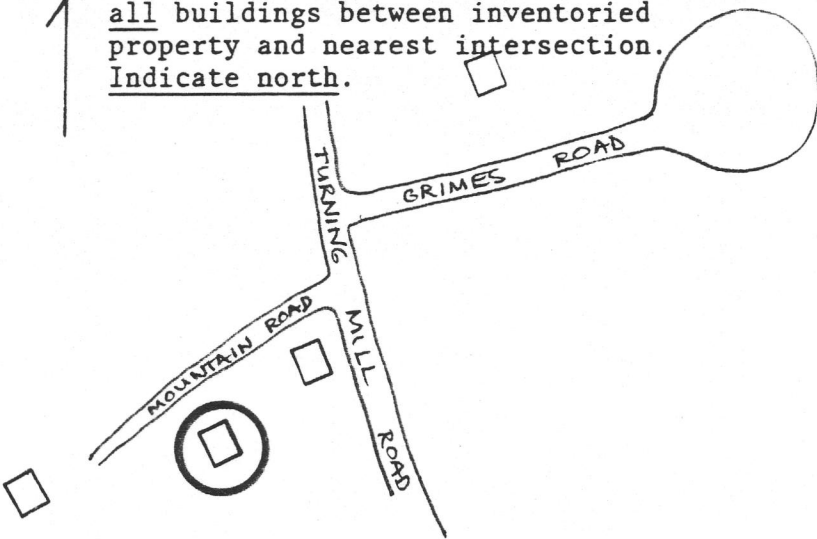 all buildings between inventoried
property and nearest intersection.
Indicate north.
TURNING MILL ROAD
GRIMES ROAD
MOUNTAIN ROAD